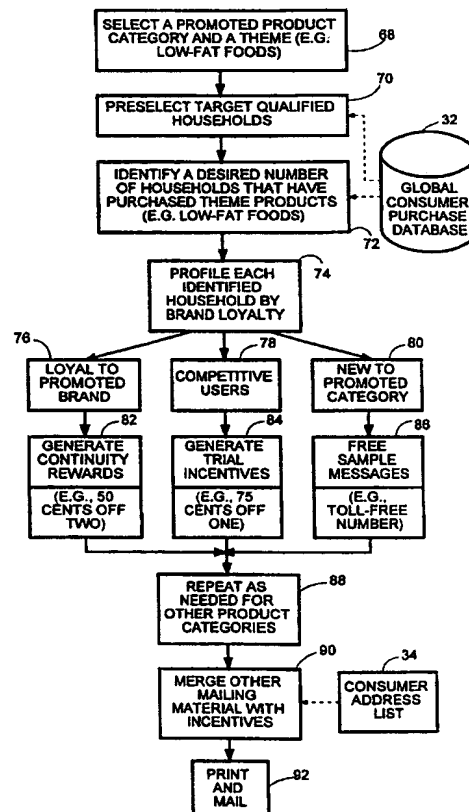 SELECT A PROMOTED PRODUCT
CATEGORY AND A THEME (E.G.
LOW-FAT FOODS)
68
70
PRESELECT TARGET QUALIFIED
HOUSEHOLDS
32
IDENTIFY A DESIRED NUMBER
OF HOUSEHOLDS THAT HAVE
PURCHASED THEME PRODUCTS
(E.G. LOW-FAT FOODS)
GLOBAL
CONSUMER
PURCHASE
DATABASE
72
74
PROFILE EACH
IDENTIFIED
HOUSEHOLD BY
BRAND LOYALTY
76
LOYAL TO
PROMOTED
BRAND
78
COMPETITIVE
USERS
80
NEW TO
PROMOTED
CATEGORY
82
GENERATE
CONTINUITY
REWARDS
(E.G., 50
CENTS OFF
TWO)
84
GENERATE
TRIAL
INCENTIVES
(E.G., 75
CENTS OFF
ONE)
86
FREE
SAMPLE
MESSAGES
(E.G.,
TOLL-FREE
NUMBER)
88
REPEAT AS
NEEDED FOR
OTHER PRODUCT
CATEGORIES
90
MERGE OTHER
MAILING
MATERIAL WITH
INCENTIVES
34
CONSUMER
ADDRESS
LIST
PRINT
AND
MAIL
92